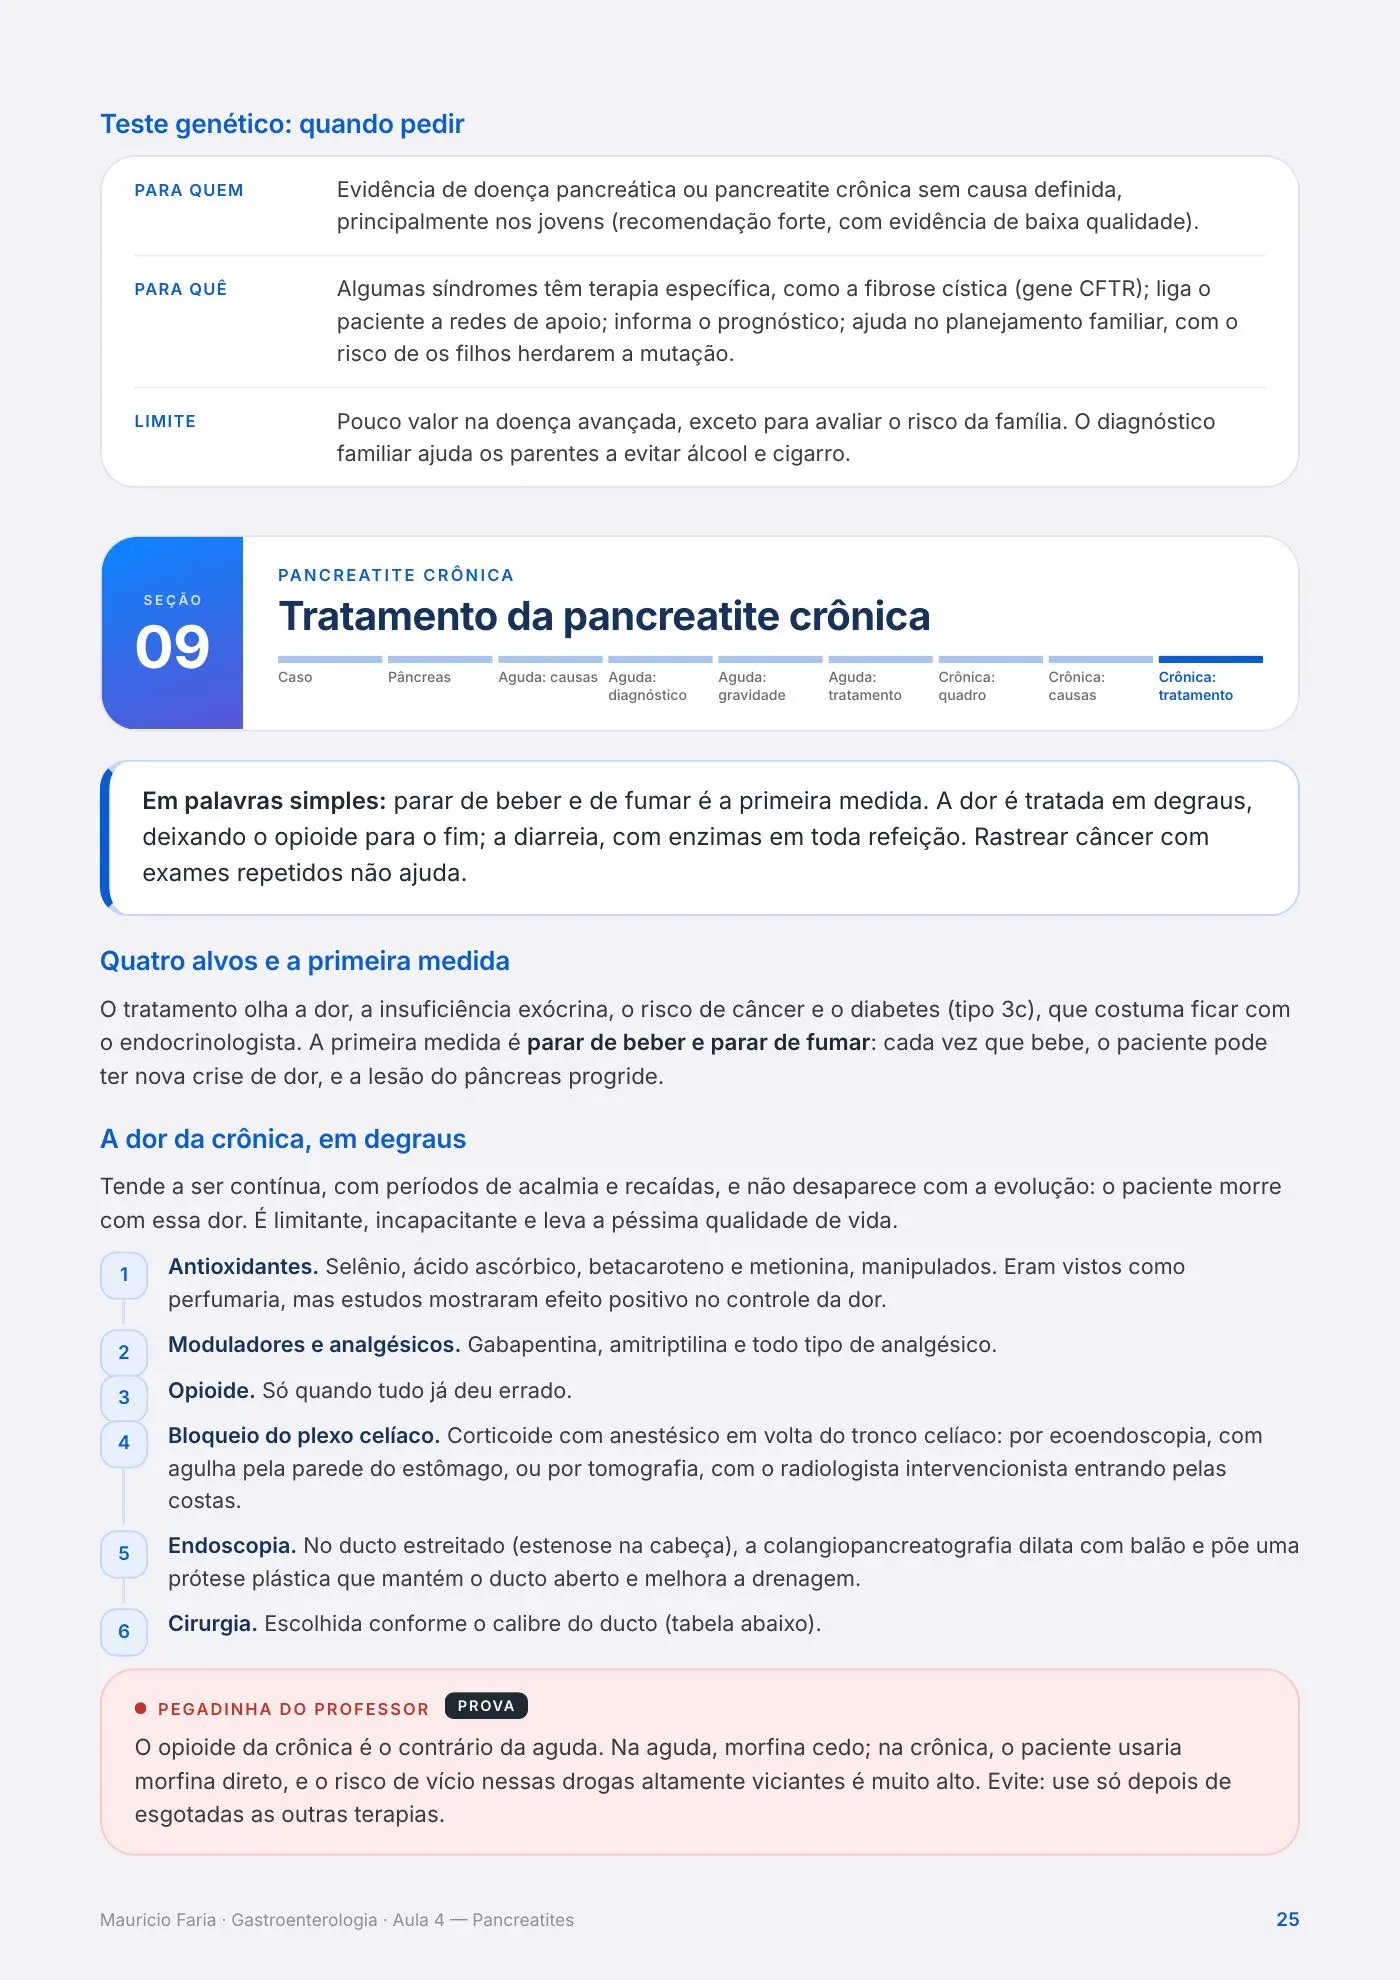 Teste genético: quando pedir
PARA QUEM
Evidência de doença pancreática ou pancreatite crônica sem causa definida,
principalmente nos jovens (recomendação forte, com evidência de baixa qualidade).
PARA QUÊ
Algumas síndromes têm terapia específica, como a fibrose cística (gene CFTR); liga o
paciente a redes de apoio; informa o prognóstico; ajuda no planejamento familiar, com o
risco de os filhos herdarem a mutação.
LIMITE
Pouco valor na doença avançada, exceto para avaliar o risco da família. O diagnóstico
familiar ajuda os parentes a evitar álcool e cigarro.
SEÇÃO
09
PANCREATITE CRÔNICA
Tratamento da pancreatite crônica
Caso
Pâncreas
Aguda: causas
Aguda:
diagnóstico
Aguda:
gravidade
Aguda:
tratamento
Crônica:
quadro
Crônica:
causas
Crônica:
tratamento
Em palavras simples: parar de beber e de fumar é a primeira medida. A dor é tratada em degraus,
deixando o opioide para o fim; a diarreia, com enzimas em toda refeição. Rastrear câncer com
exames repetidos não ajuda.
Quatro alvos e a primeira medida
O tratamento olha a dor, a insuficiência exócrina, o risco de câncer e o diabetes (tipo 3c), que costuma ficar com
o endocrinologista. A primeira medida é parar de beber e parar de fumar: cada vez que bebe, o paciente pode
ter nova crise de dor, e a lesão do pâncreas progride.
A dor da crônica, em degraus
Tende a ser contínua, com períodos de acalmia e recaídas, e não desaparece com a evolução: o paciente morre
com essa dor. É limitante, incapacitante e leva a péssima qualidade de vida.
1 Antioxidantes. Selênio, ácido ascórbico, betacaroteno e metionina, manipulados. Eram vistos como
perfumaria, mas estudos mostraram efeito positivo no controle da dor.
2 Moduladores e analgésicos. Gabapentina, amitriptilina e todo tipo de analgésico.
3 Opioide. Só quando tudo já deu errado.
4 Bloqueio do plexo celíaco. Corticoide com anestésico em volta do tronco celíaco: por ecoendoscopia, com
agulha pela parede do estômago, ou por tomografia, com o radiologista intervencionista entrando pelas
costas.
5 Endoscopia. No ducto estreitado (estenose na cabeça), a colangiopancreatografia dilata com balão e põe uma
prótese plástica que mantém o ducto aberto e melhora a drenagem.
6 Cirurgia. Escolhida conforme o calibre do ducto (tabela abaixo).
PEGADINHA DO PROFESSOR PROVA
O opioide da crônica é o contrário da aguda. Na aguda, morfina cedo; na crônica, o paciente usaria
morfina direto, e o risco de vício nessas drogas altamente viciantes é muito alto. Evite: use só depois de
esgotadas as outras terapias.
Mauricio Faria · Gastroenterologia · Aula 4 — Pancreatites
25